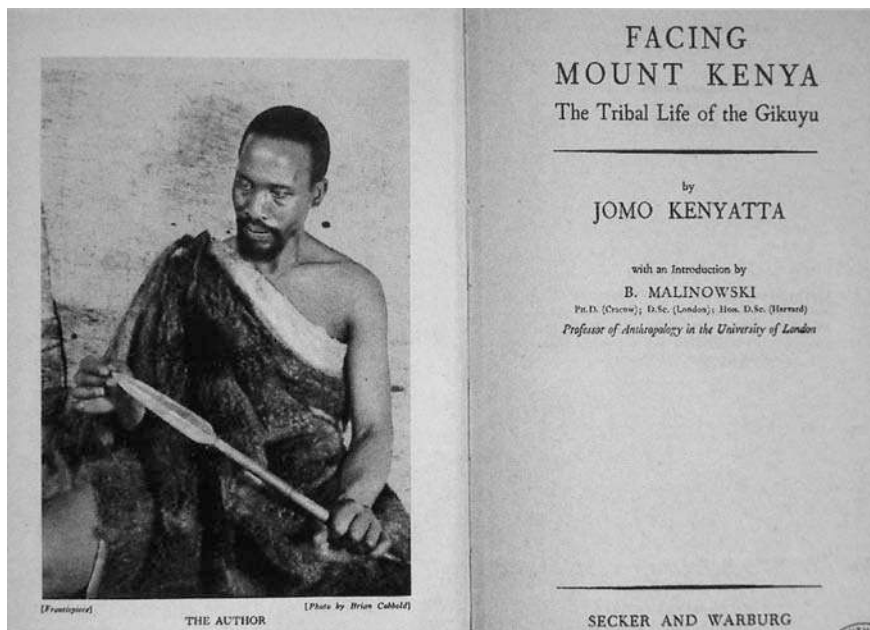 [Frontispiece]
[Photo by Brian Cobbold]
THE AUTHOR
FACING
MOUNT KENYA
The Tribal Life of the Gikuyu
by
JOMO KENYATTA
with an Introduction by
B. MALINOWSKI
PH.D. (Cracow); D.Sc. (London); Hon. D.Sc. (Harvard)
Professor of Anthropology in the University of London
SECKER AND WARBURG